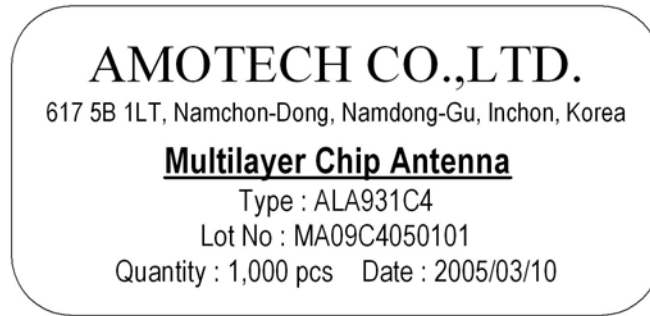 AMOTECH CO.,LTD.
617 5B 1LT, Namchon-Dong, Namdong-Gu, Inchon, Korea
Multilayer Chip Antenna
Type : ALA931C4
Lot No : MA09C4050101
Quantity : 1,000 pcs Date : 2005/03/10